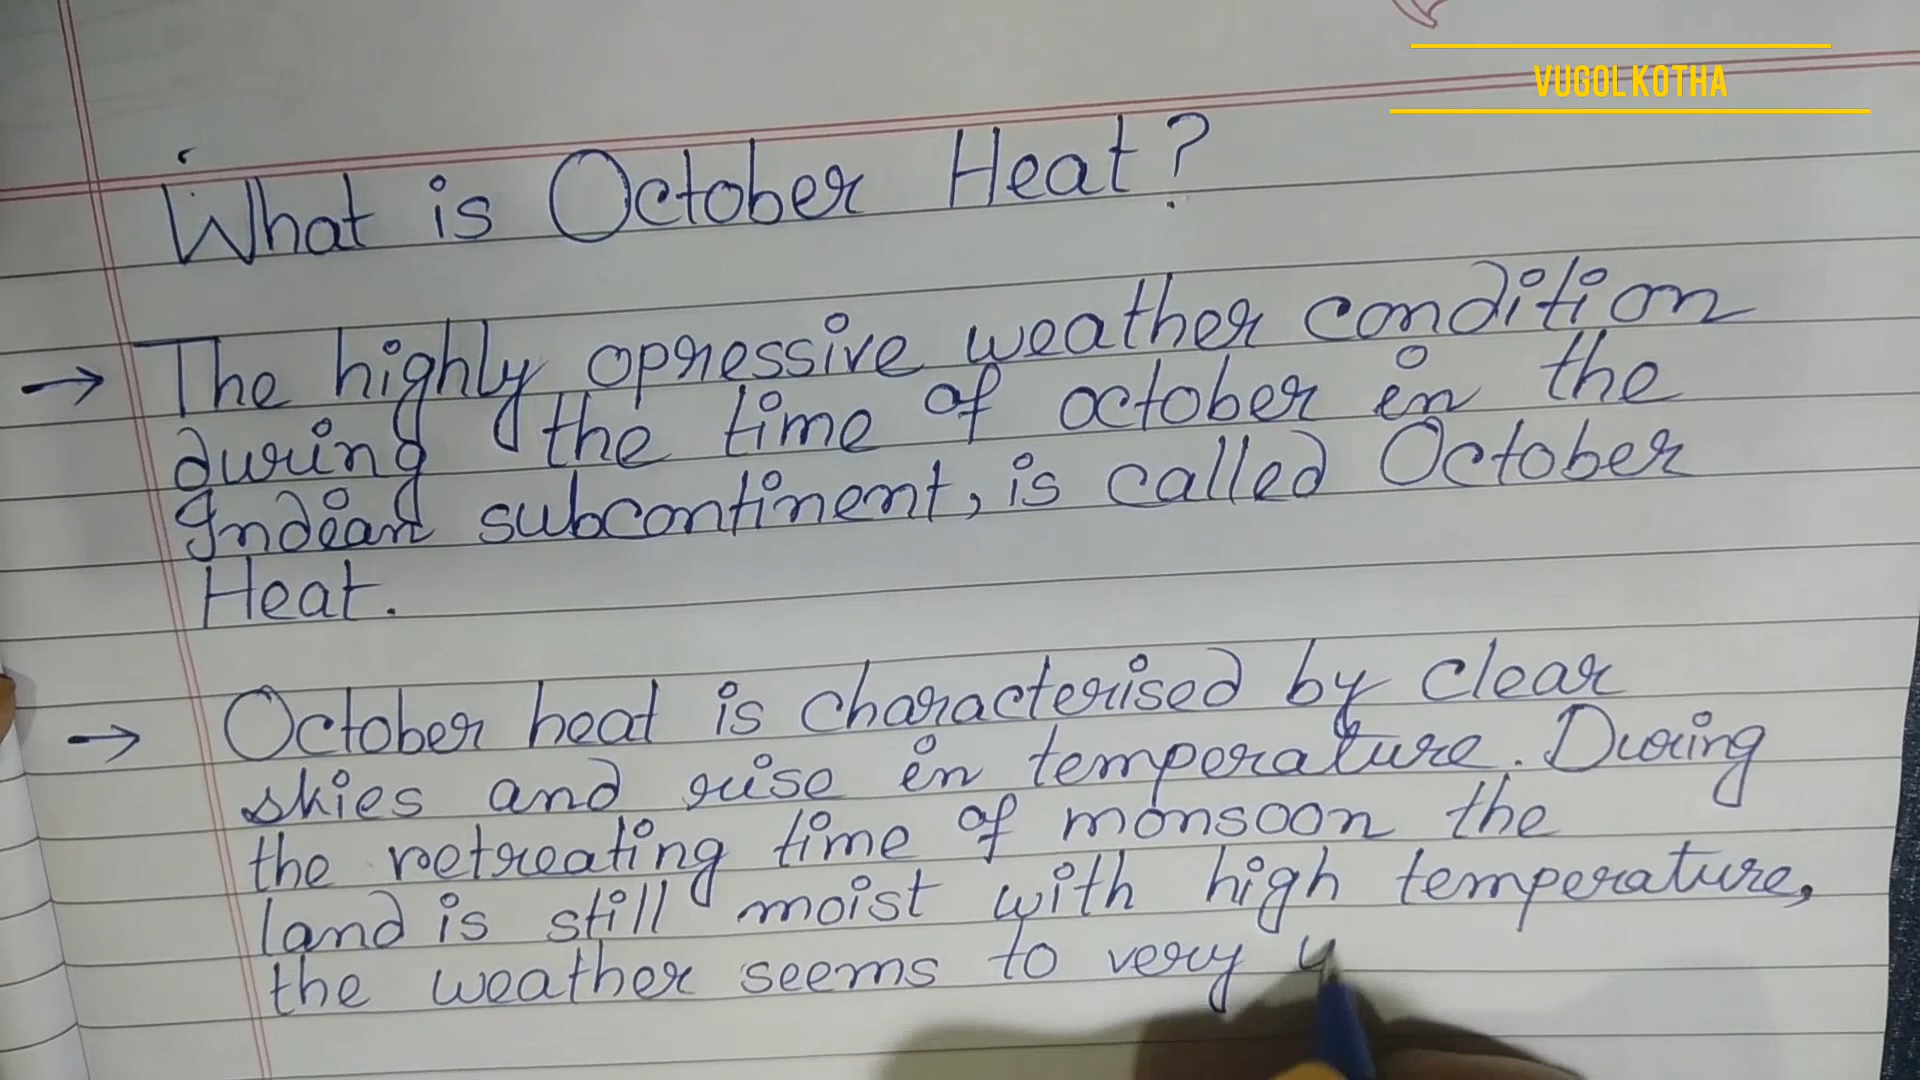 VUGOL KOTHA
What is October Heat?
→ The highly opressive weather condition
during the time of october in the
Indian subcontinent, is called October
Heat.
→ October heat is characterised by clear
skies and rise in temperature. During
the retreating time of monsoon the
land is still moist with high temperature,
the weather seems to very